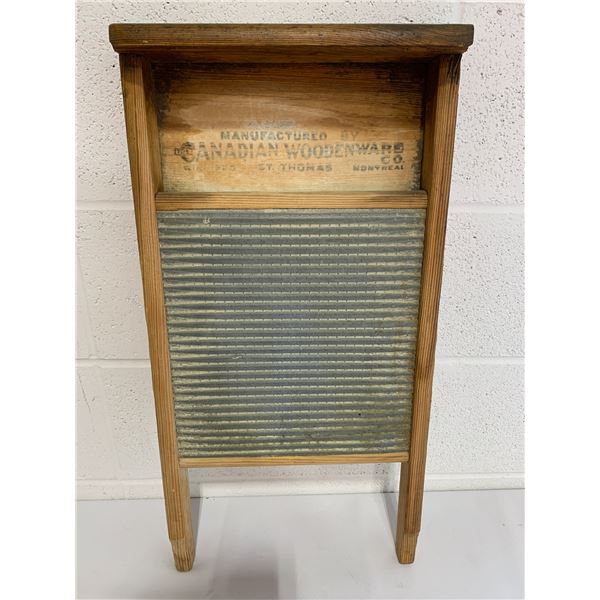 MANUFACTURED BY
CANADIAN WOODENWARE CO.
ST. THOMAS MONTREAL